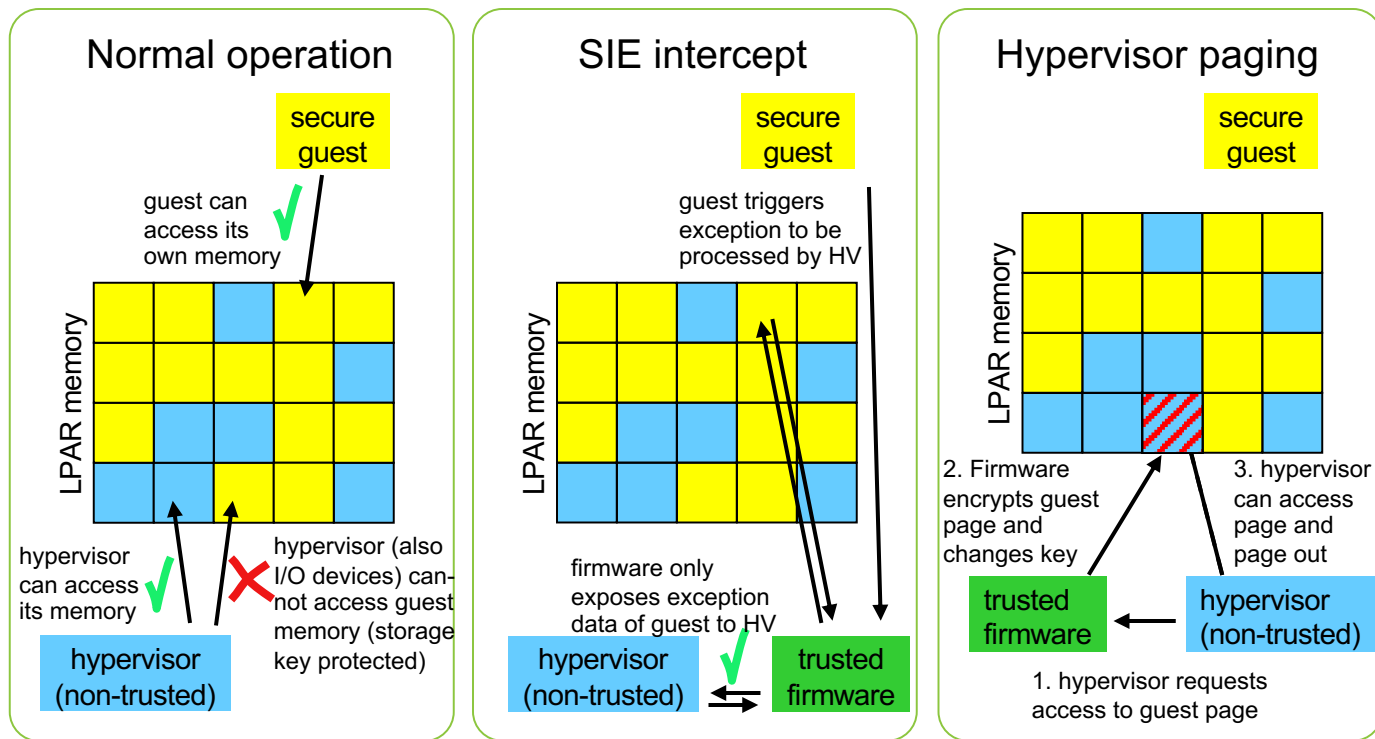 Normal operation
secure
guest
guest can
access its
own memory
LPAR memory
hypervisor
can access
its memory
hypervisor (also
I/O devices) can-
not access guest
memory (storage
key protected)
hypervisor
(non-trusted)
SIE intercept
secure
guest
guest triggers
exception to be
processed by HV
LPAR memory
firmware only
exposes exception
data of guest to HV
hypervisor
(non-trusted)
trusted
firmware
Hypervisor paging
secure
guest
LPAR memory
2. Firmware
encrypts guest
page and
changes key
3. hypervisor
can access
page and
page out
trusted
firmware
hypervisor
(non-trusted)
1. hypervisor requests
access to guest page